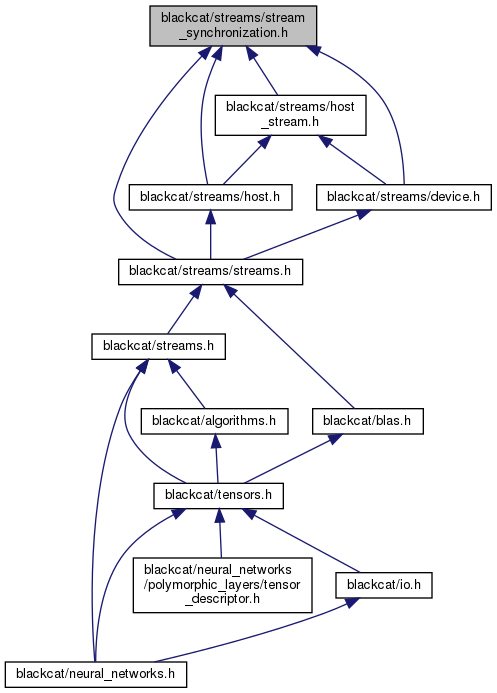 blackcat/streams/stream
_synchronization.h
blackcat/streams/host
_stream.h
blackcat/streams/host.h
blackcat/streams/device.h
blackcat/streams/streams.h
blackcat/streams.h
blackcat/algorithms.h
blackcat/blas.h
blackcat/tensors.h
blackcat/neural_networks
/polymorphic_layers/tensor
_descriptor.h
blackcat/io.h
blackcat/neural_networks.h